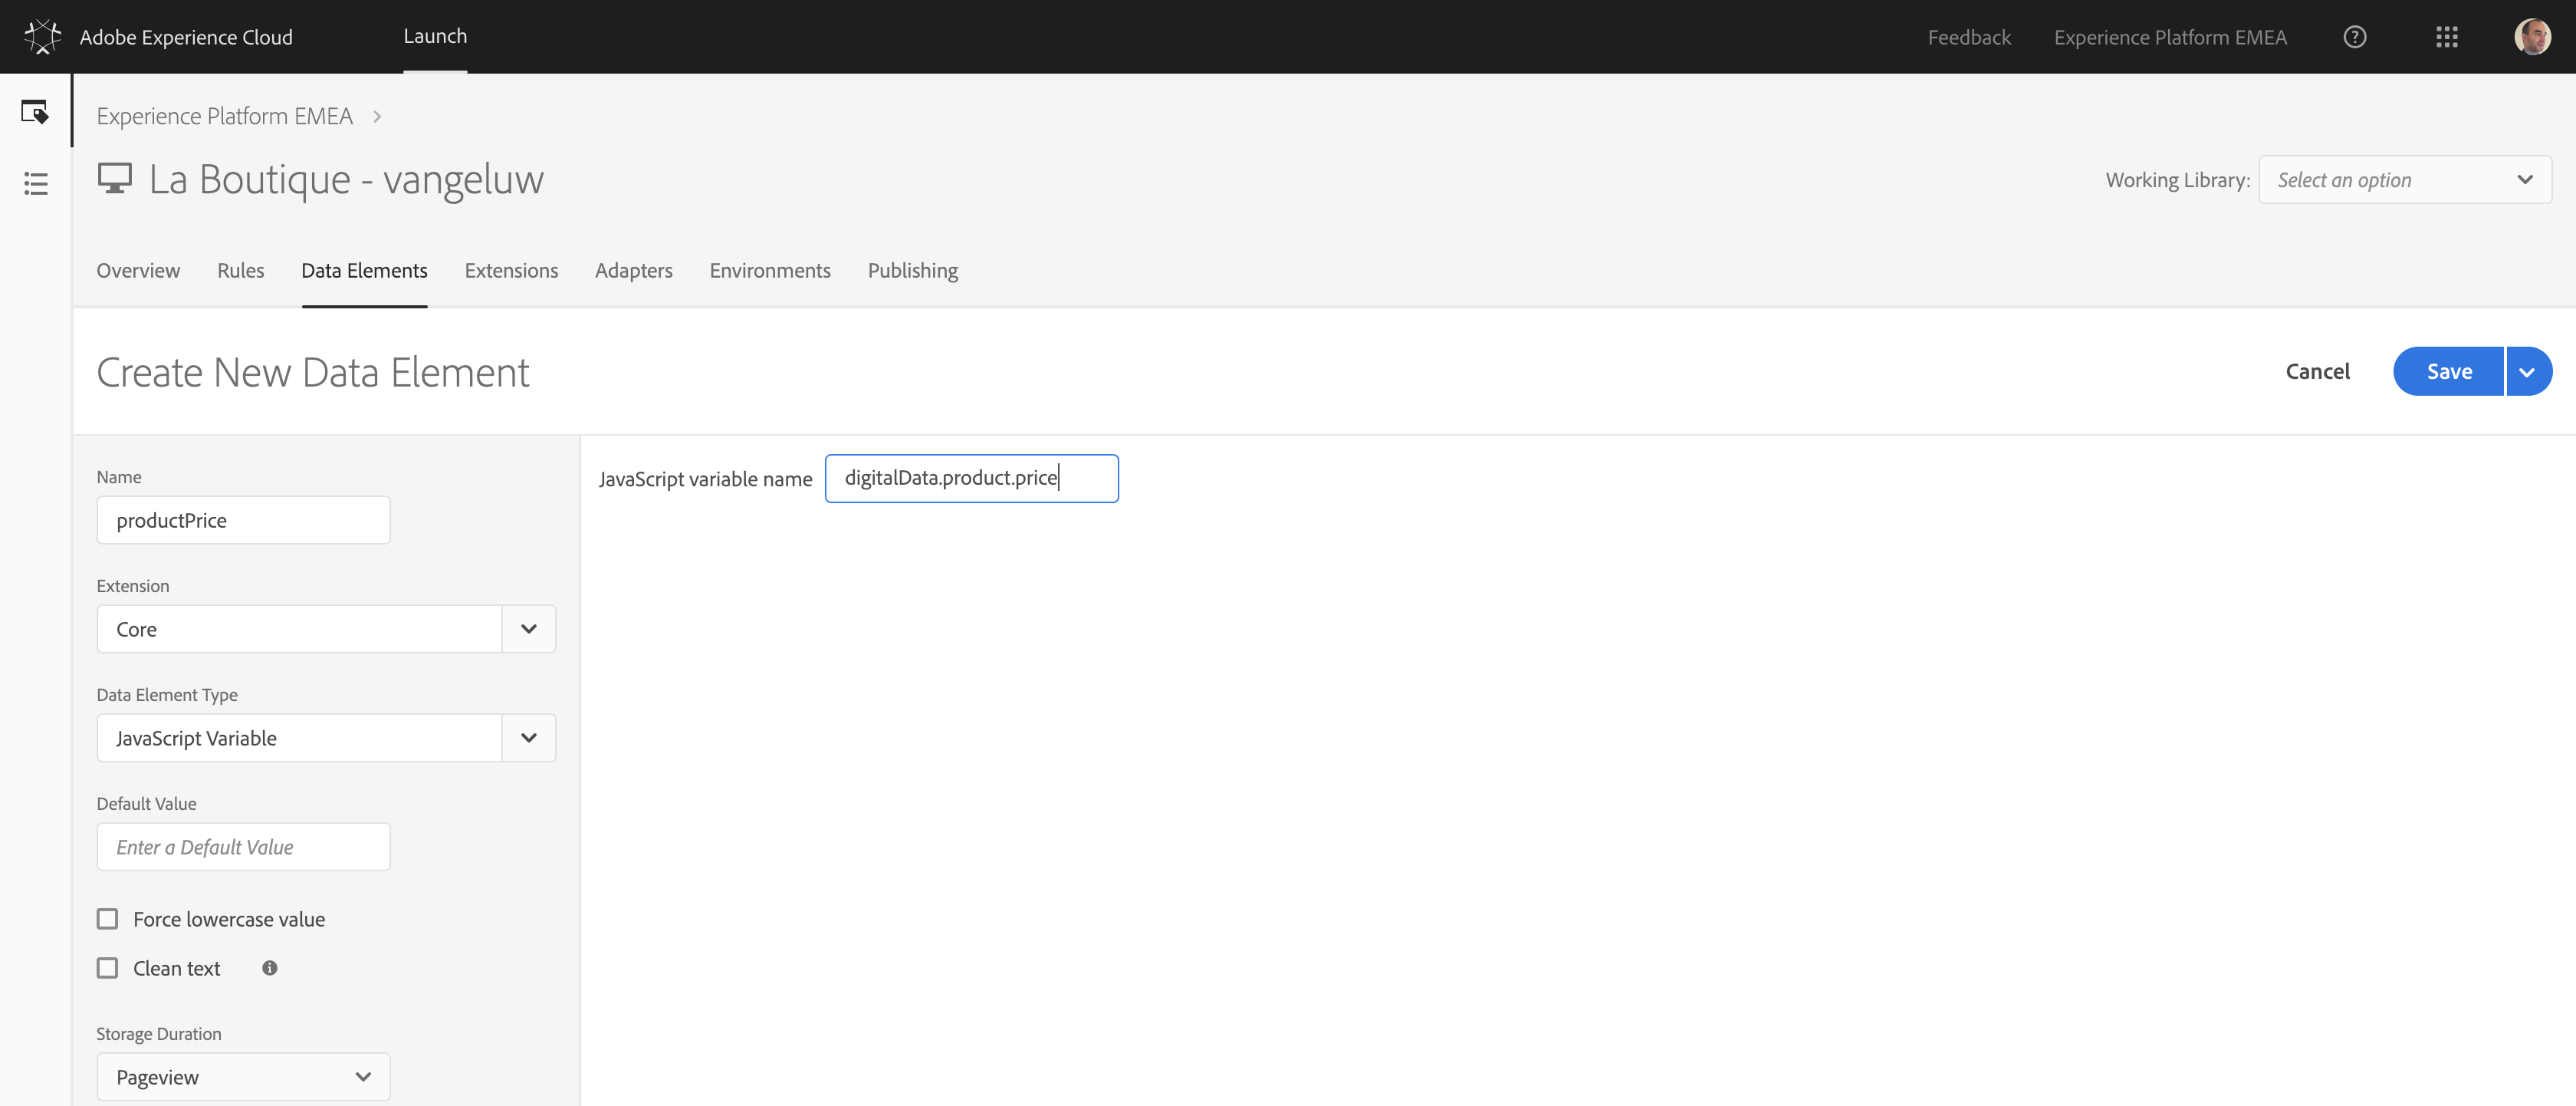 Adobe Experience Cloud
Launch
Feedback
Experience Platform EMEA
Experience Platform EMEA
La Boutique - vangeluw
Working Library:
Select an option
Overview
Rules
Data Elements
Extensions
Adapters
Environments
Publishing
Create New Data Element
Cancel
Save
Name
productPrice
Extension
Core
Data Element Type
JavaScript Variable
Default Value
Enter a Default Value
Force lowercase value
Clean text
Storage Duration
Pageview
JavaScript variable name
digitalData.product.price